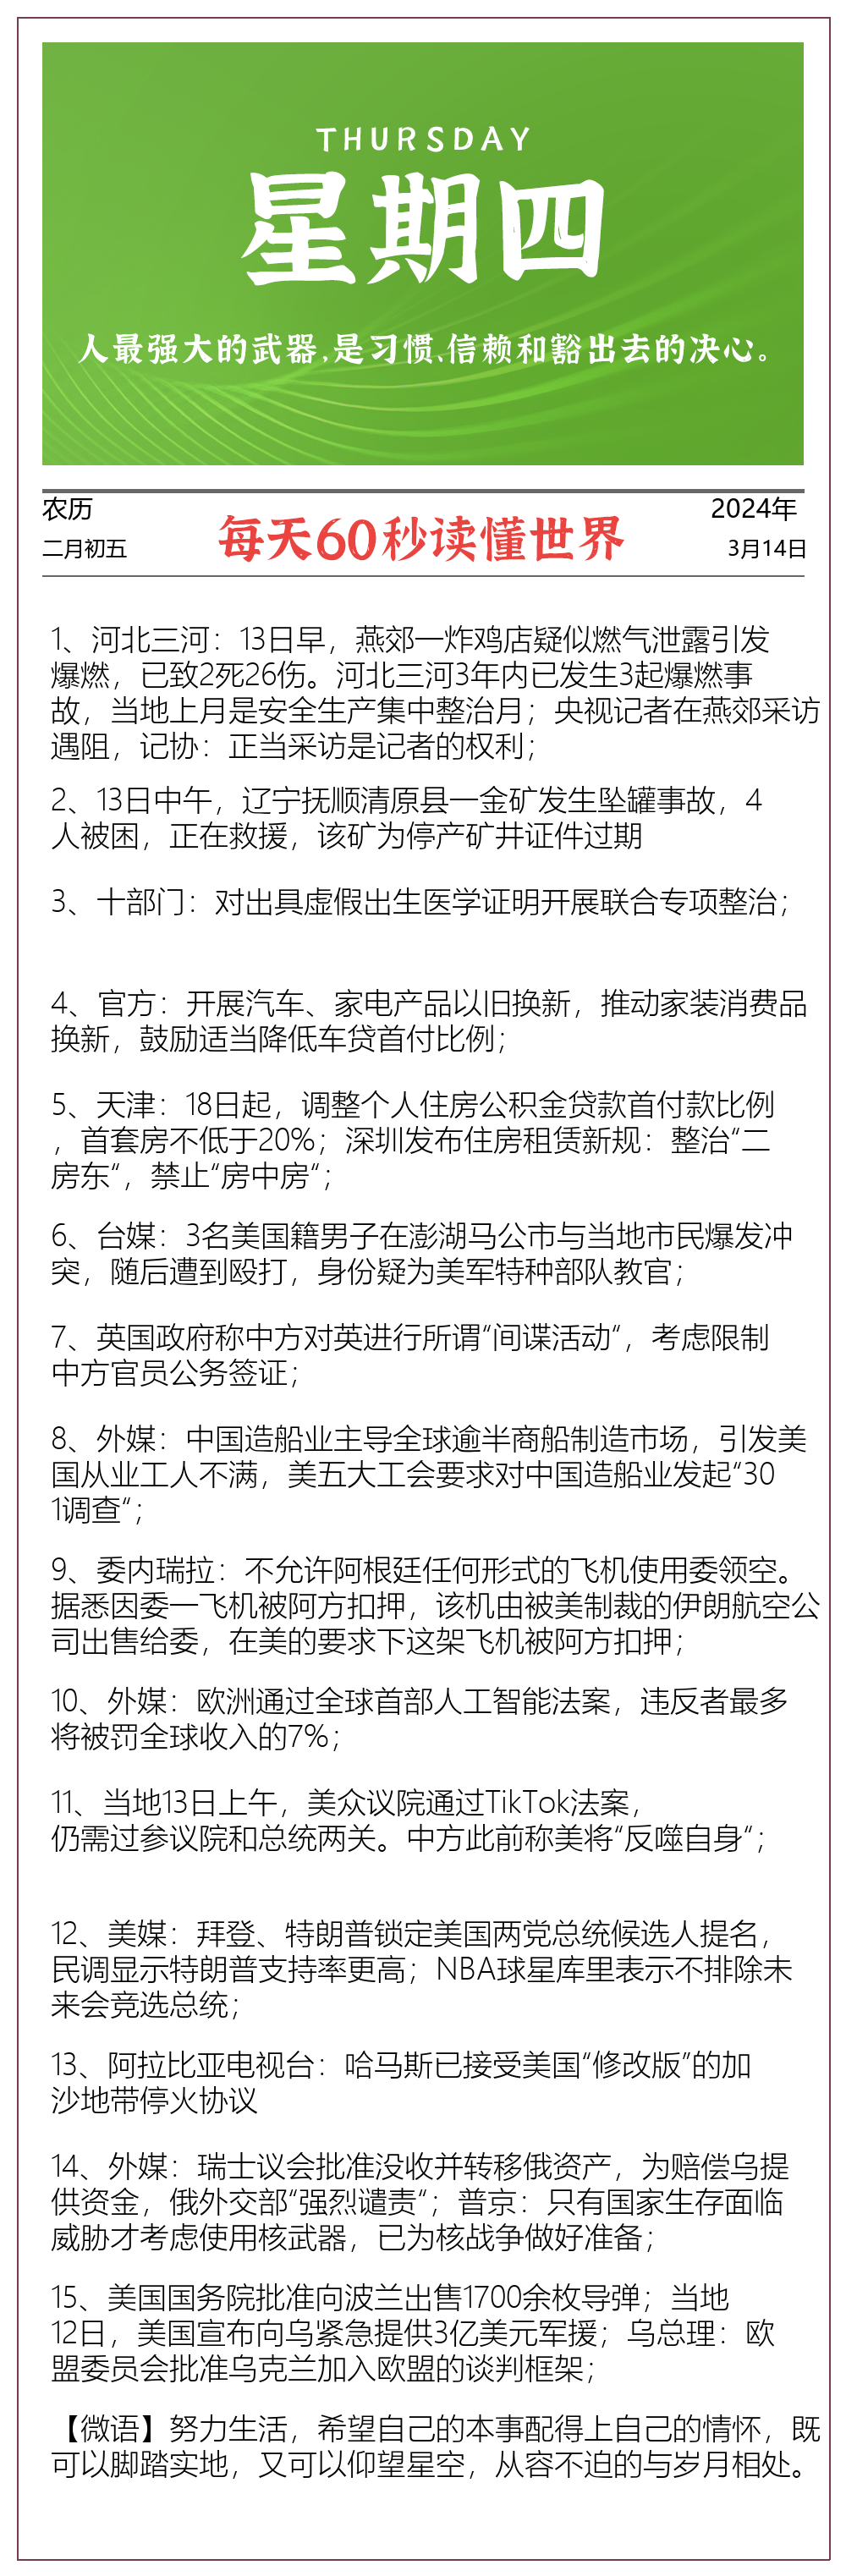 THURSDAY
星期四
人最强大的武器,是习惯、信赖和豁出去的决心。
农历
二月初五
每天60秒读懂世界
2024年
3月14日
1、河北三河：13日早，燕郊一炸鸡店疑似燃气泄露引发
爆燃，已致2死26伤。河北三河3年内已发生3起爆燃事
故，当地上月是安全生产集中整治月；央视记者在燕郊采访
遇阻，记协：正当采访是记者的权利；
2、13日中午，辽宁抚顺清原县一金矿发生坠罐事故，4
人被困，正在救援，该矿为停产矿井证件过期
3、十部门：对出具虚假出生医学证明开展联合专项整治；
4、官方：开展汽车、家电产品以旧换新，推动家装消费品
换新，鼓励适当降低车贷首付比例；
5、天津：18日起，调整个人住房公积金贷款首付款比例
，首套房不低于20%；深圳发布住房租赁新规：整治“二
房东“，禁止“房中房“；
6、台媒：3名美国籍男子在澎湖马公市与当地市民爆发冲
突，随后遭到殴打，身份疑为美军特种部队教官；
7、英国政府称中方对英进行所谓“间谍活动“，考虑限制
中方官员公务签证；
8、外媒：中国造船业主导全球逾半商船制造市场，引发美
国从业工人不满，美五大工会要求对中国造船业发起“30
1调查“；
9、委内瑞拉：不允许阿根廷任何形式的飞机使用委领空。
据悉因委一飞机被阿方扣押，该机由被美制裁的伊朗航空公
司出售给委，在美的要求下这架飞机被阿方扣押；
10、外媒：欧洲通过全球首部人工智能法案，违反者最多
将被罚全球收入的7%；
11、当地13日上午，美众议院通过TikTok法案，
仍需过参议院和总统两关。中方此前称美将“反噬自身“；
12、美媒：拜登、特朗普锁定美国两党总统候选人提名，
民调显示特朗普支持率更高；NBA球星库里表示不排除未
来会竞选总统；
13、阿拉比亚电视台：哈马斯已接受美国“修改版”的加
沙地带停火协议
14、外媒：瑞士议会批准没收并转移俄资产，为赔偿乌提
供资金，俄外交部“强烈谴责“；普京：只有国家生存面临
威胁才考虑使用核武器，已为核战争做好准备；
15、美国国务院批准向波兰出售1700余枚导弹；当地
12日，美国宣布向乌紧急提供3亿美元军援；乌总理：欧
盟委员会批准乌克兰加入欧盟的谈判框架；
【微语】努力生活，希望自己的本事配得上自己的情怀，既
可以脚踏实地，又可以仰望星空，从容不迫的与岁月相处。